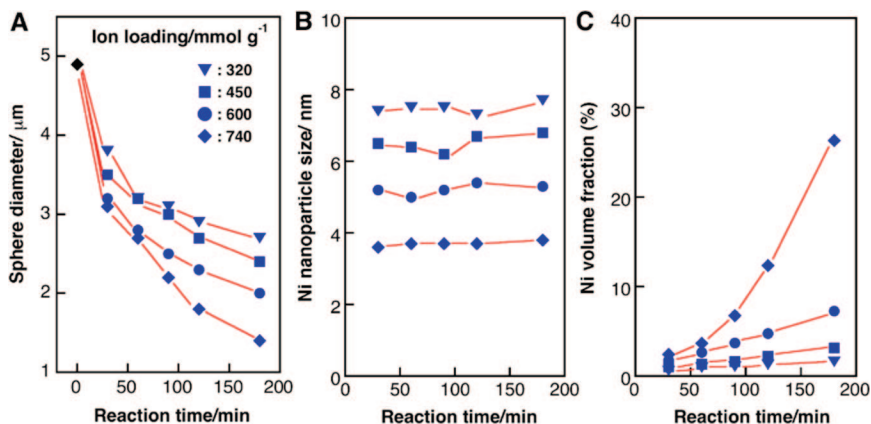 A
Ion loading/mmol g⁻¹
: 320
: 450
: 600
: 740
Sphere diameter/ μm
5
4
3
2
1
0 50 100 150 200
Reaction time/min
B
Ni nanoparticle size/ nm
10
8
6
4
2
0
0 50 100 150 200
Reaction time/min
C
Ni volume fraction (%)
40
30
20
10
0
0 50 100 150 200
Reaction time/min